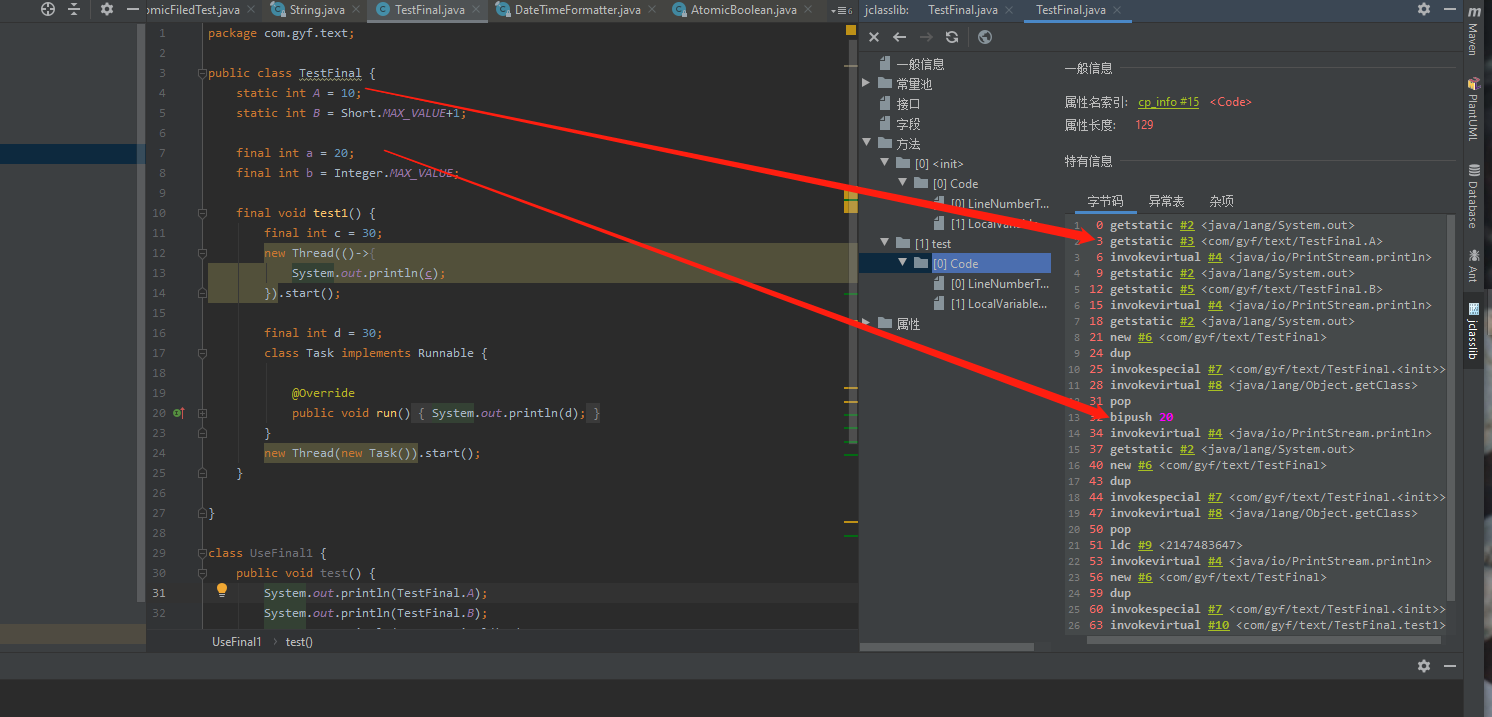 omicFiledTest.java
String.java
TestFinal.java
DateTimeFormatter.java
AtomicBoolean.java
6
1 package com.gyf.text;
2
3 public class TestFinal {
4 static int A = 10;
5 static int B = Short.MAX_VALUE+1;
6
7 final int a = 20;
8 final int b = Integer.MAX_VALUE;
9
10 final void test1() {
11 final int c = 30;
12 new Thread(()->{
13 System.out.println(c);
14 }).start();
15
16 final int d = 30;
17 class Task implements Runnable {
18
19 @Override
20 public void run() { System.out.println(d); }
23 }
24 new Thread(new Task()).start();
25 }
26
27 }
28
29 class UseFinal1 {
30 public void test() {
31 System.out.println(TestFinal.A);
32 System.out.println(TestFinal.B);
UseFinal1 > test()
jclasslib:
TestFinal.java
TestFinal.java
一般信息
常量池
接口
字段
方法
[0] <init>
[0] Code
[0] LineNumberT...
[1] LocalVariable
[1] test
[0] Code
[0] LineNumberT...
[1] LocalVariable...
属性
一般信息
属性名索引: cp_info #15 <Code>
属性长度: 129
特有信息
字节码 异常表 杂项
1 0 getstatic #2 <java/lang/System.out>
2 3 getstatic #3 <com/gyf/text/TestFinal.A>
3 6 invokevirtual #4 <java/io/PrintStream.println>
4 9 getstatic #2 <java/lang/System.out>
5 12 getstatic #5 <com/gyf/text/TestFinal.B>
6 15 invokevirtual #4 <java/io/PrintStream.println>
7 18 getstatic #2 <java/lang/System.out>
8 21 new #6 <com/gyf/text/TestFinal>
9 24 dup
10 25 invokespecial #7 <com/gyf/text/TestFinal.<init>>
11 28 invokevirtual #8 <java/lang/Object.getClass>
31 pop
13 32 bipush 20
14 34 invokevirtual #4 <java/io/PrintStream.println>
15 37 getstatic #2 <java/lang/System.out>
16 40 new #6 <com/gyf/text/TestFinal>
17 43 dup
18 44 invokespecial #7 <com/gyf/text/TestFinal.<init>>
19 47 invokevirtual #8 <java/lang/Object.getClass>
20 50 pop
21 51 ldc #9 <2147483647>
22 53 invokevirtual #4 <java/io/PrintStream.println>
23 56 new #6 <com/gyf/text/TestFinal>
24 59 dup
25 60 invokespecial #7 <com/gyf/text/TestFinal.<init>>
26 63 invokevirtual #10 <com/gyf/text/TestFinal.test1>
m
Maven
PlantUML
Database
Ant
jclasslib